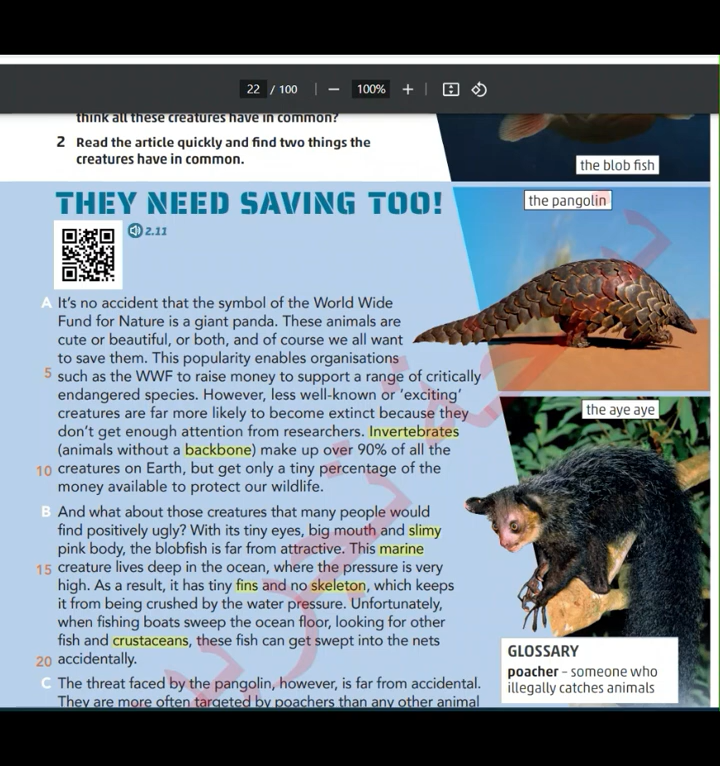 22 / 100
100%
think all these creatures have in common?
2 Read the article quickly and find two things the
creatures have in common.
the blob fish
THEY NEED SAVING TOO!
2.11
the pangolin
A It's no accident that the symbol of the World Wide
Fund for Nature is a giant panda. These animals are
cute or beautiful, or both, and of course we all want
to save them. This popularity enables organisations
5 such as the WWF to raise money to support a range of critically
endangered species. However, less well-known or 'exciting'
creatures are far more likely to become extinct because they
don't get enough attention from researchers. Invertebrates
(animals without a backbone) make up over 90% of all the
10 creatures on Earth, but get only a tiny percentage of the
money available to protect our wildlife.
the aye aye
B And what about those creatures that many people would
find positively ugly? With its tiny eyes, big mouth and slimy
pink body, the blobfish is far from attractive. This marine
15 creature lives deep in the ocean, where the pressure is very
high. As a result, it has tiny fins and no skeleton, which keeps
it from being crushed by the water pressure. Unfortunately,
when fishing boats sweep the ocean floor, looking for other
fish and crustaceans, these fish can get swept into the nets
20 accidentally.
C The threat faced by the pangolin, however, is far from accidental.
They are more often targeted by poachers than any other animal
GLOSSARY
poacher – someone who
illegally catches animals